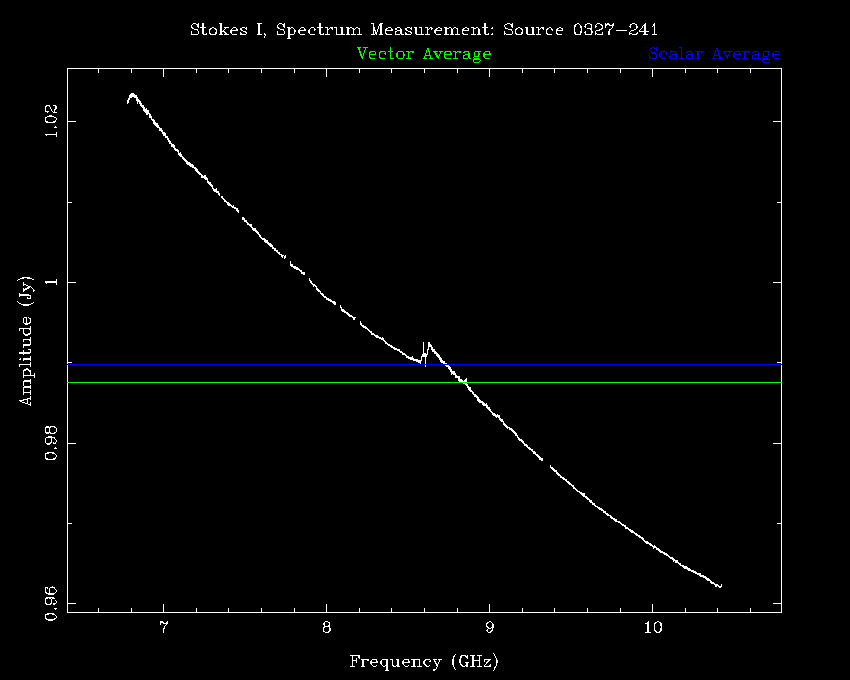 Stokes I, Spectrum Measurement: Source 0327−241
Vector Average
Scalar Average
Amplitude (Jy)
1.02
1
0.98
0.96
7
8
9
10
Frequency (GHz)